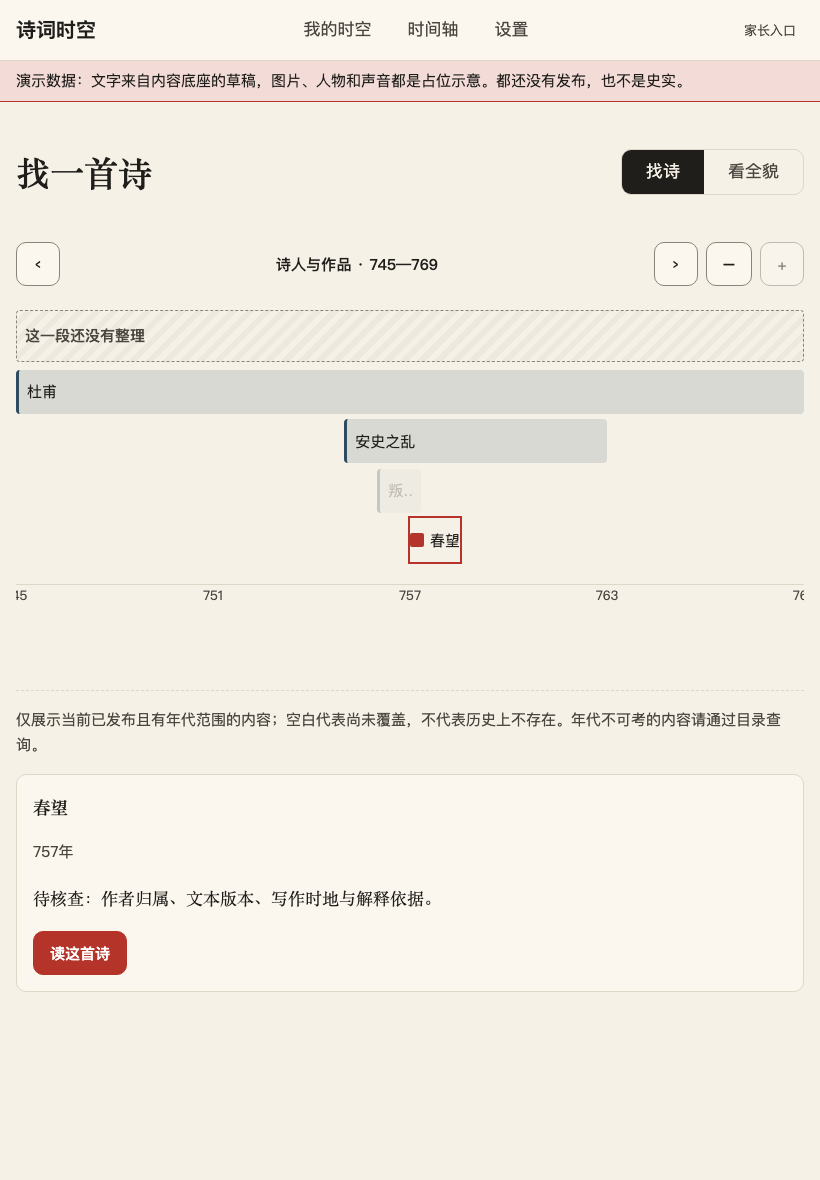 诗词时空
我的时空 时间轴 设置
家长入口
演示数据：文字来自内容底座的草稿，图片、人物和声音都是占位示意。都还没有发布，也不是史实。
找一首诗
找诗 看全貌
‹ 诗人与作品 · 745—769 › − +
这一段还没有整理
杜甫
安史之乱
叛..
春望
45 751 757 763 76
仅展示当前已发布且有年代范围的内容；空白代表尚未覆盖，不代表历史上不存在。年代不可考的内容请通过目录查
询。
春望
757年
待核查：作者归属、文本版本、写作时地与解释依据。
读这首诗